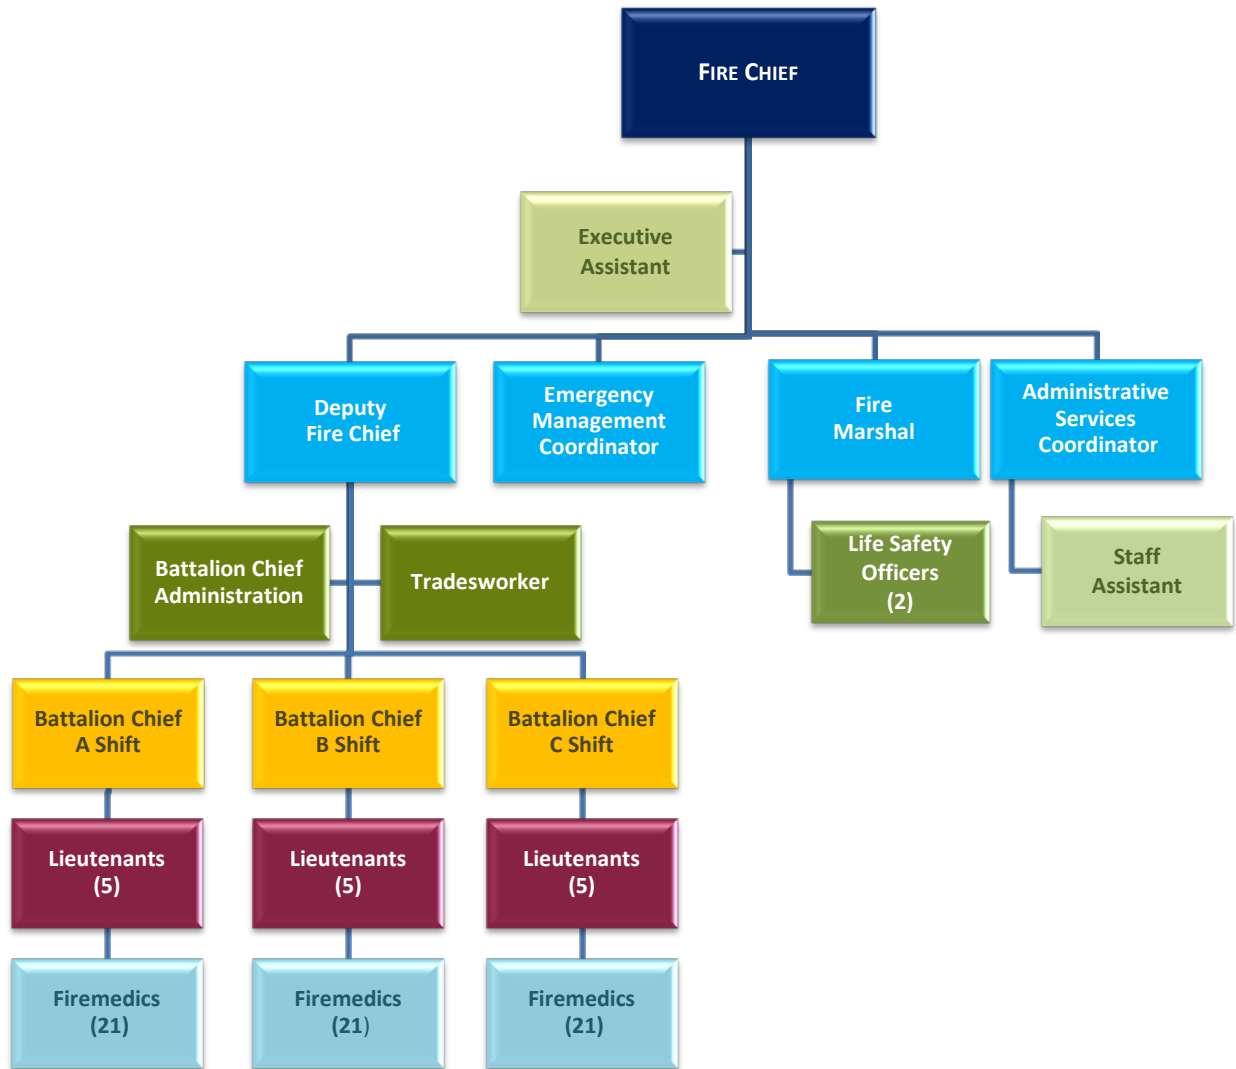 FIRE CHIEF
Executive
Assistant
Deputy
Fire Chief
Emergency
Management
Coordinator
Fire
Marshal
Administrative
Services
Coordinator
Battalion Chief
Administration
Tradesworker
Life Safety
Officers
(2)
Staff
Assistant
Battalion Chief
A Shift
Battalion Chief
B Shift
Battalion Chief
C Shift
Lieutenants
(5)
Lieutenants
(5)
Lieutenants
(5)
Firemedics
(21)
Firemedics
(21)
Firemedics
(21)